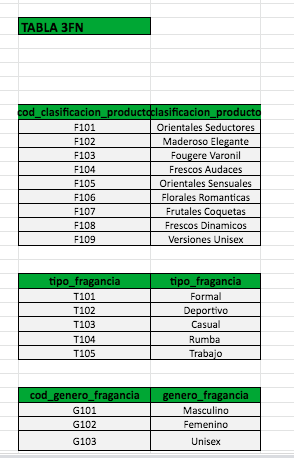 TABLA 3FN
cod_clasificacion_producto clasificacion_producto
F101 Orientales Seductores
F102 Maderoso Elegante
F103 Fougere Varonil
F104 Frescos Audaces
F105 Orientales Sensuales
F106 Florales Romanticas
F107 Frutales Coquetas
F108 Frescos Dinamicos
F109 Versiones Unisex
tipo_fragancia tipo_fragancia
T101 Formal
T102 Deportivo
T103 Casual
T104 Rumba
T105 Trabajo
cod_genero_fragancia genero_fragancia
G101 Masculino
G102 Femenino
G103 Unisex